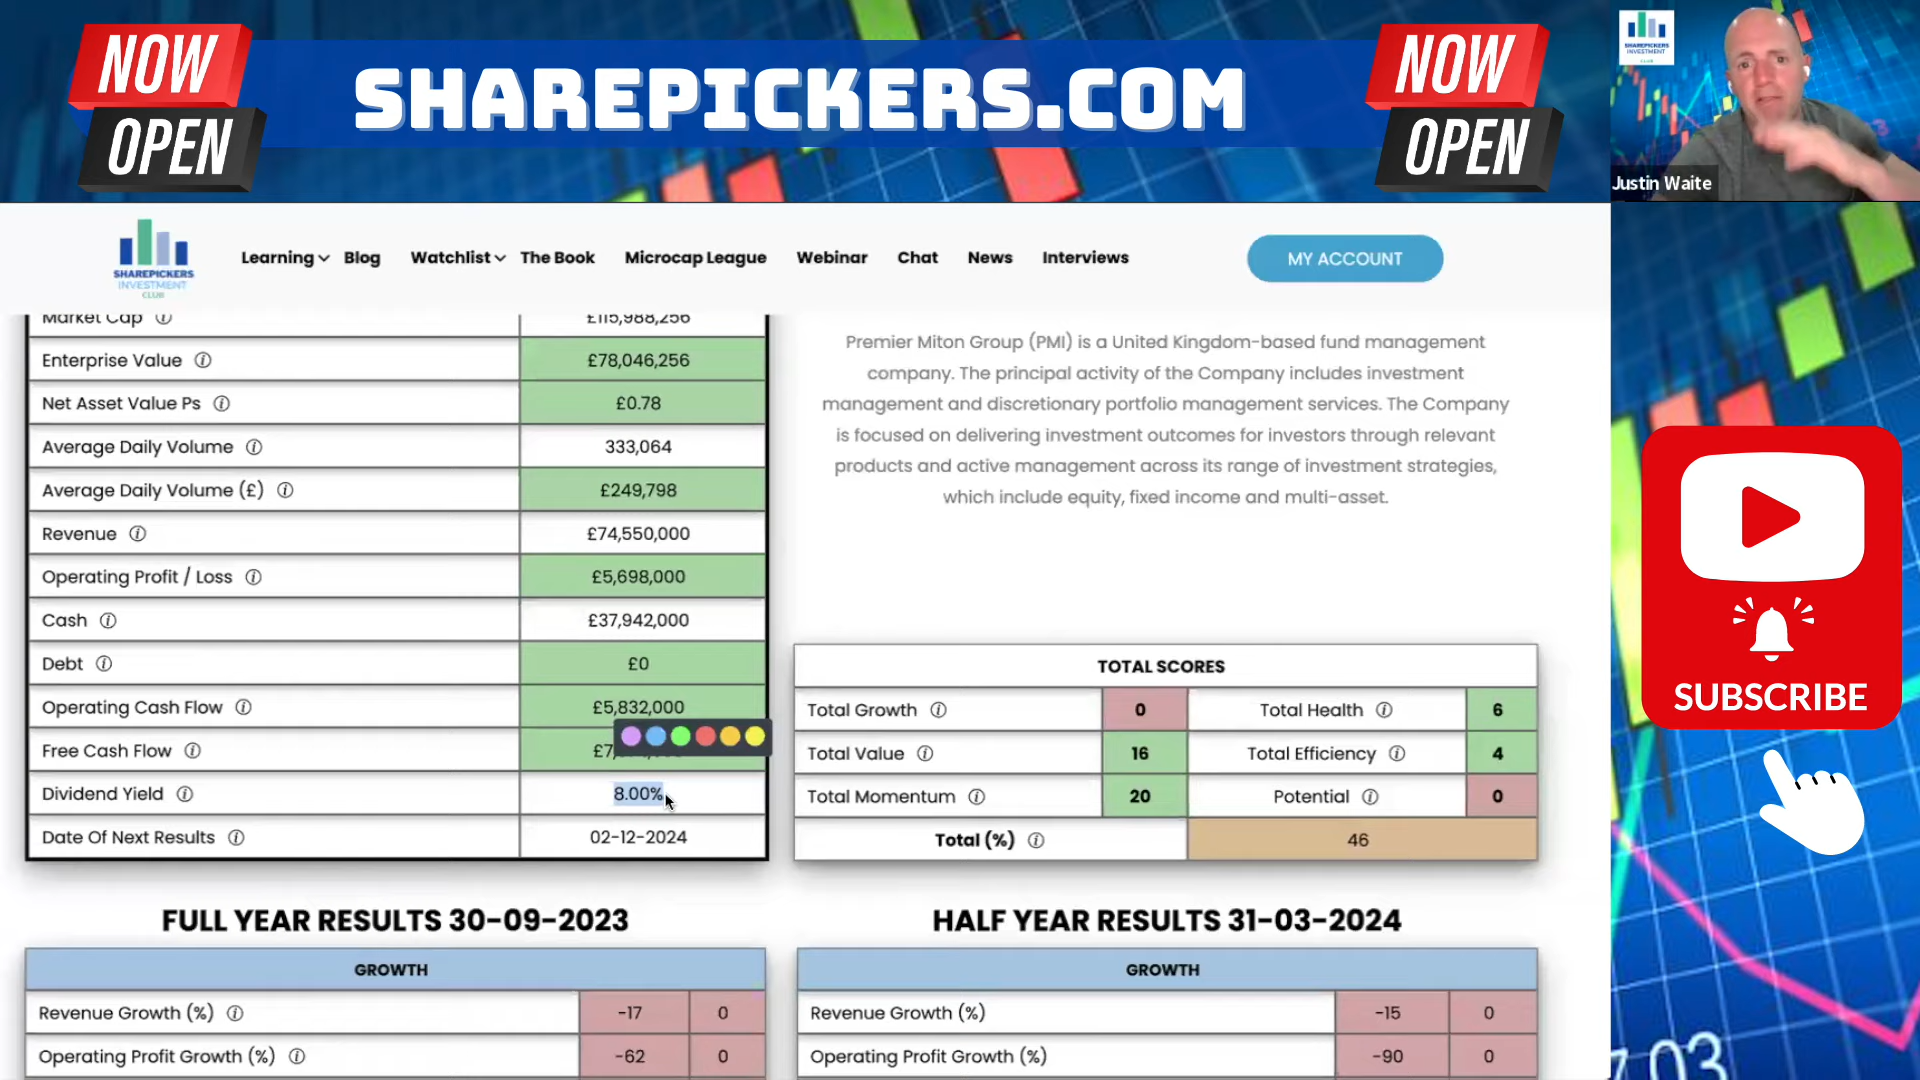 NOW
OPEN
SHAREPICKERS.COM
NOW
OPEN
SHAREPICKERS
INVESTMENT
CLUB
Justin Waite
SHAREPICKERS
INVESTMENT
CLUB
Learning
Blog
Watchlist
The Book
Microcap League
Webinar
Chat
News
Interviews
MY ACCOUNT
Market Cap £115,988,256
Enterprise Value £78,046,256
Net Asset Value Ps £0.78
Average Daily Volume 333,064
Average Daily Volume (£) £249,798
Revenue £74,550,000
Operating Profit / Loss £5,698,000
Cash £37,942,000
Debt £0
Operating Cash Flow £5,832,000
Free Cash Flow
Dividend Yield 8.00%
Date Of Next Results 02-12-2024
Premier Miton Group (PMI) is a United Kingdom-based fund management
company. The principal activity of the Company includes investment
management and discretionary portfolio management services. The Company
is focused on delivering investment outcomes for investors through relevant
products and active management across its range of investment strategies,
which include equity, fixed income and multi-asset.
TOTAL SCORES
Total Growth 0 Total Health 6
Total Value 16 Total Efficiency 4
Total Momentum 20 Potential 0
Total (%) 46
FULL YEAR RESULTS 30-09-2023
GROWTH
Revenue Growth (%) -17 0
Operating Profit Growth (%) -62 0
HALF YEAR RESULTS 31-03-2024
GROWTH
Revenue Growth (%) -15 0
Operating Profit Growth (%) -90 0
SUBSCRIBE
7.03